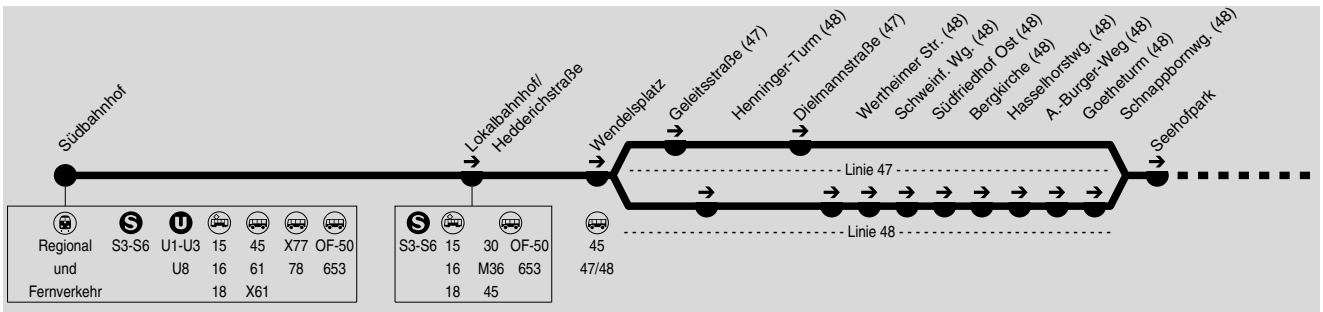 Südbahnhof
Lokalbahnhof/
Hedderichstraße
Wendelsplatz
Geleitsstraße (47)
Henninger-Turm (48)
Dielmannstraße (47)
Wertheimer Str. (48)
Schweinf. Wg. (48)
Südfriedhof Ost (48)
Bergkirche (48)
Hasselhorstwg. (48)
A.-Burger-Weg (48)
Goetheturm (48)
Schnappbornwg. (48)
Seehofpark
Linie 47
Linie 48
S U
Regional S3-S6 U1-U3 15 45 X77 OF-50
und U8 16 61 78 653
Fernverkehr 18 X61
S
S3-S6 15 30 OF-50
16 M36 653
18 45
45
47/48